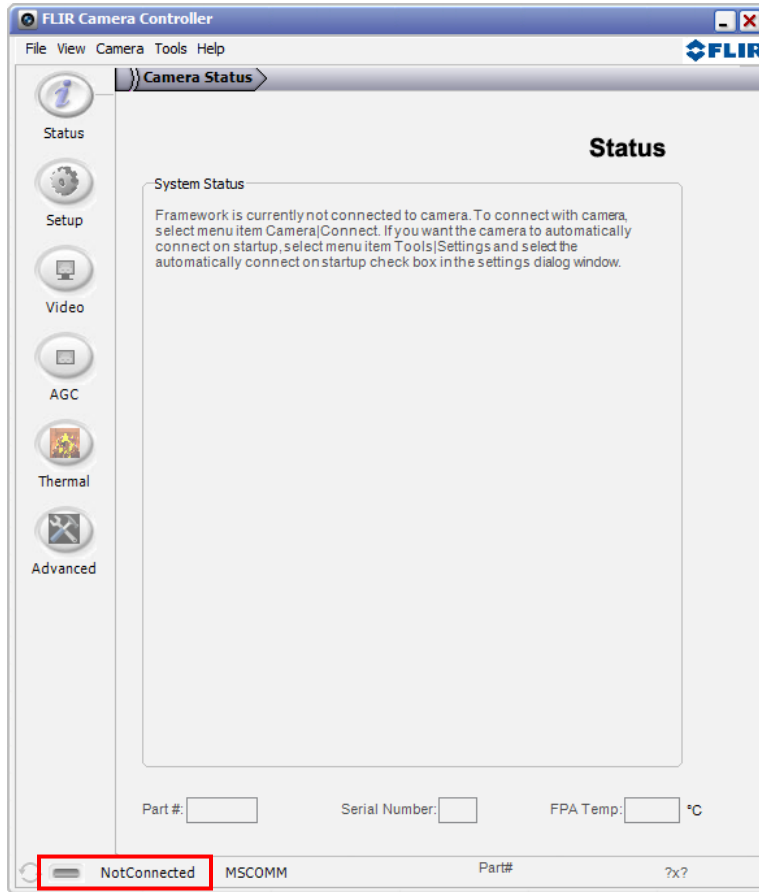 FLIR Camera Controller
File View Camera Tools Help
FLIR
Camera Status
Status
Status
Setup
Video
AGC
Thermal
Advanced
System Status
Framework is currently not connected to camera. To connect with camera,
select menu item Camera|Connect. If you want the camera to automatically
connect on startup, select menu item Tools|Settings and select the
automatically connect on startup check box in the settings dialog window.
Part #: Serial Number: FPA Temp: °C
NotConnected MSCOMM Part# ?x?